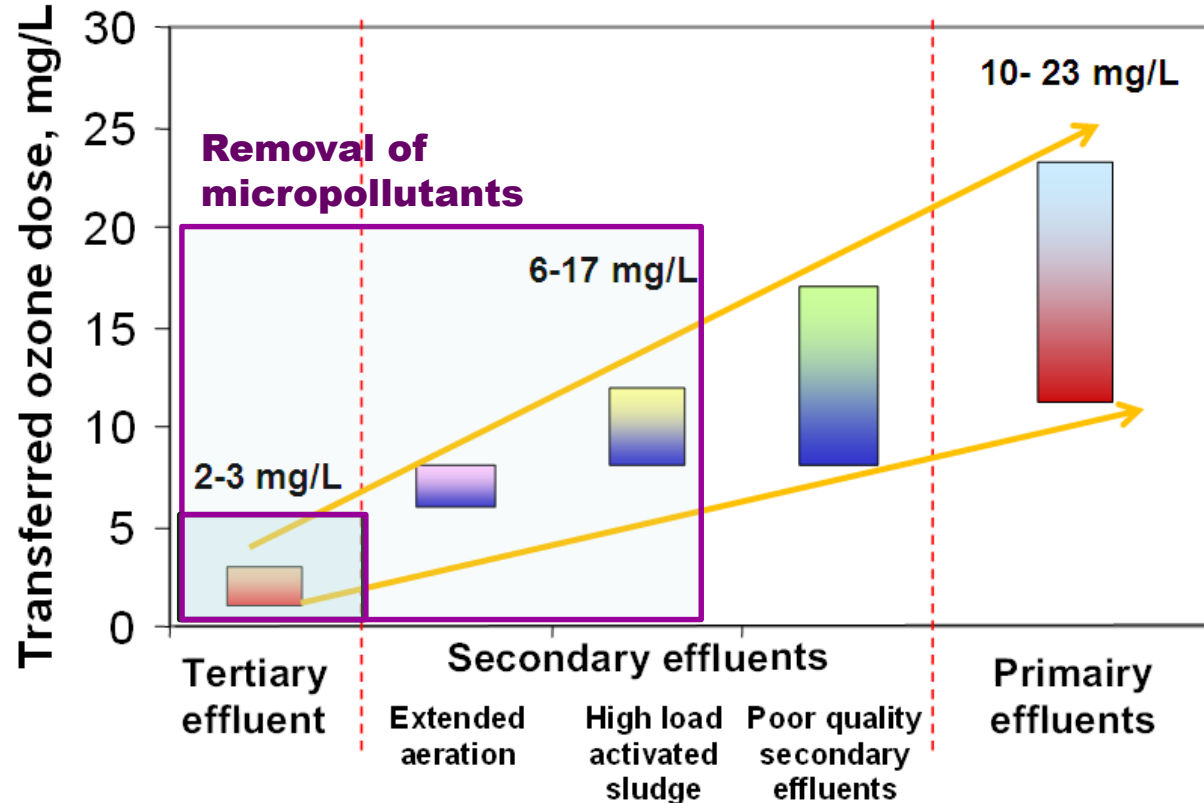 Transferred ozone dose, mg/L
30
25
20
15
10
5
0
10- 23 mg/L
Removal of
micropollutants
6-17 mg/L
2-3 mg/L
Tertiary
effluent
Secondary effluents
Extended
aeration
High load
activated
sludge
Poor quality
secondary
effluents
Primairy
effluents